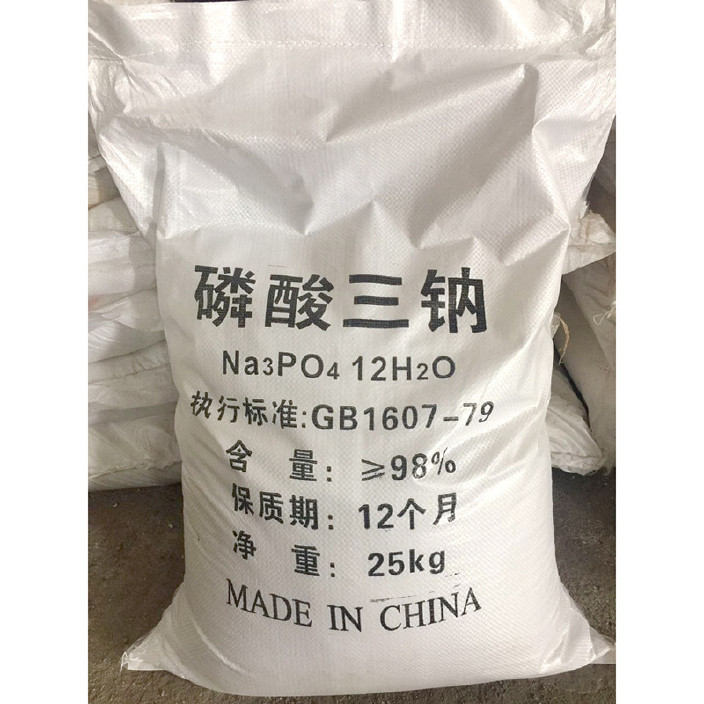 磷酸三钠
Na3PO4 12H2O
执行标准:GB1607-79
含 量: ≥98%
保质期: 12个月
净 重: 25kg
MADE IN CHINA